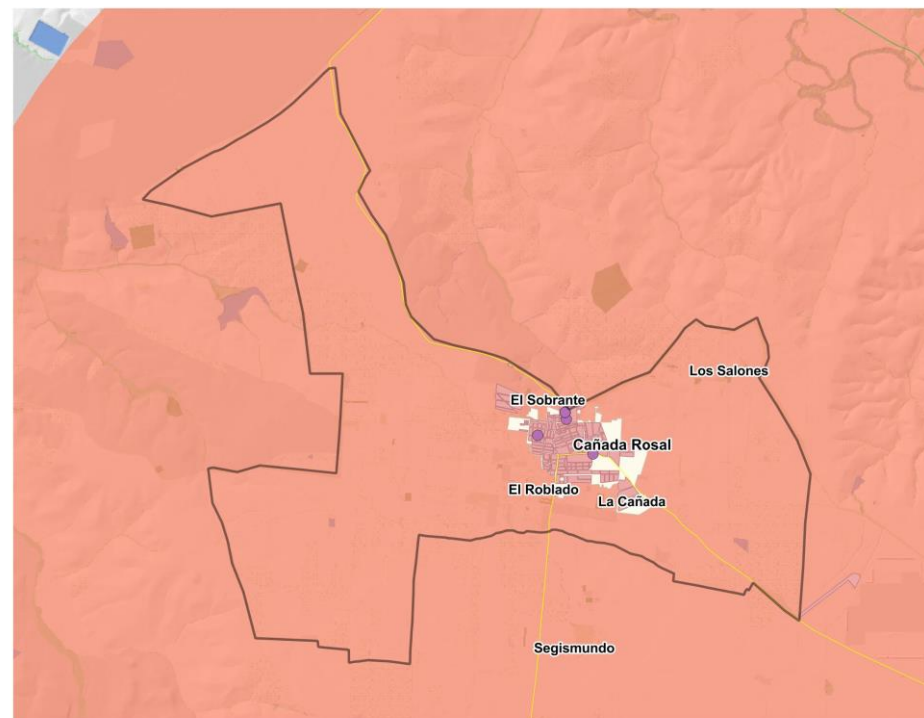 Los Salones
El Sobrante
Cañada Rosal
El Roblado
La Cañada
Segismundo